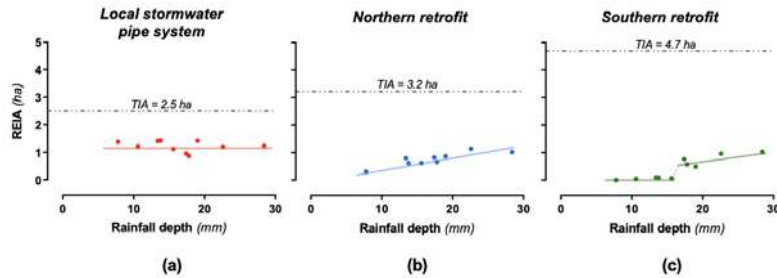 Local stormwater
pipe system
Northern retrofit
Southern retrofit
REIA (ha)
5
4
3
2
1
0
TIA = 2.5 ha
TIA = 3.2 ha
TIA = 4.7 ha
0
10
20
30
0
10
20
30
0
10
20
30
Rainfall depth (mm)
Rainfall depth (mm)
Rainfall depth (mm)
(a)
(b)
(c)